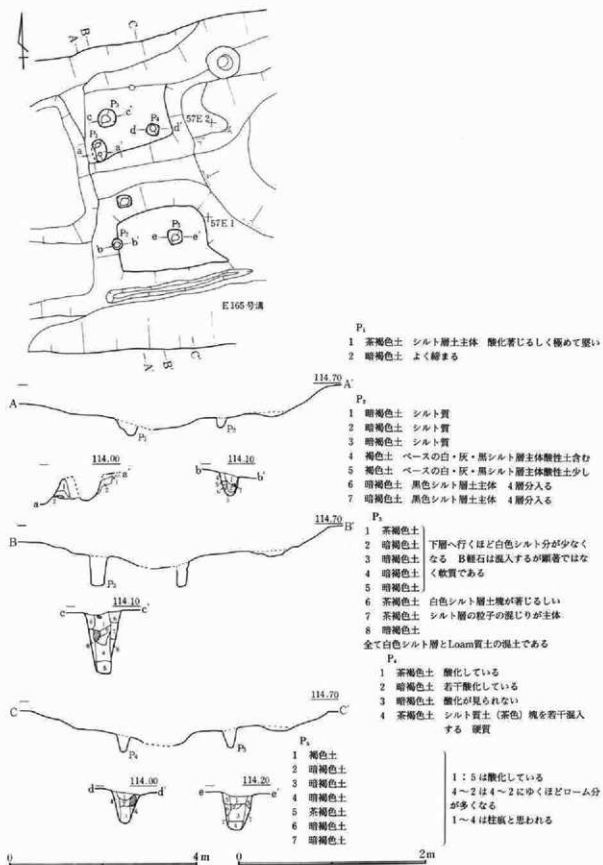 A
B
C
P₃
c
c'
P₄
d
d'
57E2
P₁
a
a'
57E1
P₂
b
b'
P₅
e
e'
E165号溝
A'
B'
C'
P₁
1 茶褐色土 シルト層土主体 酸化著じるしく極めて堅い
2 暗褐色土 よく締まる
A
114.70
A'
P₁
P₂
1 暗褐色土 シルト質
2 暗褐色土 シルト質
3 暗褐色土 シルト質
4 褐色土 ベースの白・灰・黒シルト層主体酸性土含む
5 褐色土 ベースの白・灰・黒シルト層主体酸性土少し
6 暗褐色土 黒色シルト層土主体 4層分入る
7 暗褐色土 黒色シルト層土主体 4層分入る
114.00
a
a'
114.10
b
b'
B
114.70
B'
P₃
1 茶褐色土
2 暗褐色土 下層へ行くほど白色シルト分が少なく
3 暗褐色土 なる B軽石は混入するが顕著ではな
4 暗褐色土 く軟質である
5 暗褐色土
6 茶褐色土 白色シルト層土塊が著じるしい
7 茶褐色土 シルト層の粒子の混じりが主体
8 暗褐色土
全て白色シルト層とLoam質土の混土である
114.10
c
c'
P₄
1 茶褐色土 酸化している
2 暗褐色土 若干酸化している
3 暗褐色土 酸化が見られない
4 茶褐色土 シルト質土(茶色)塊を若干混入
する 硬質
C
114.70
C'
P₄
P₅
P₅
1 褐色土
2 暗褐色土
3 暗褐色土
4 暗褐色土
5 茶褐色土
6 暗褐色土
7 暗褐色土
1:5は酸化している
4〜2は4〜2にゆくほどローム分
が多くなる
1〜4は柱痕と思われる
114.00
d
d'
114.20
e
e'
0 4m
0 2m